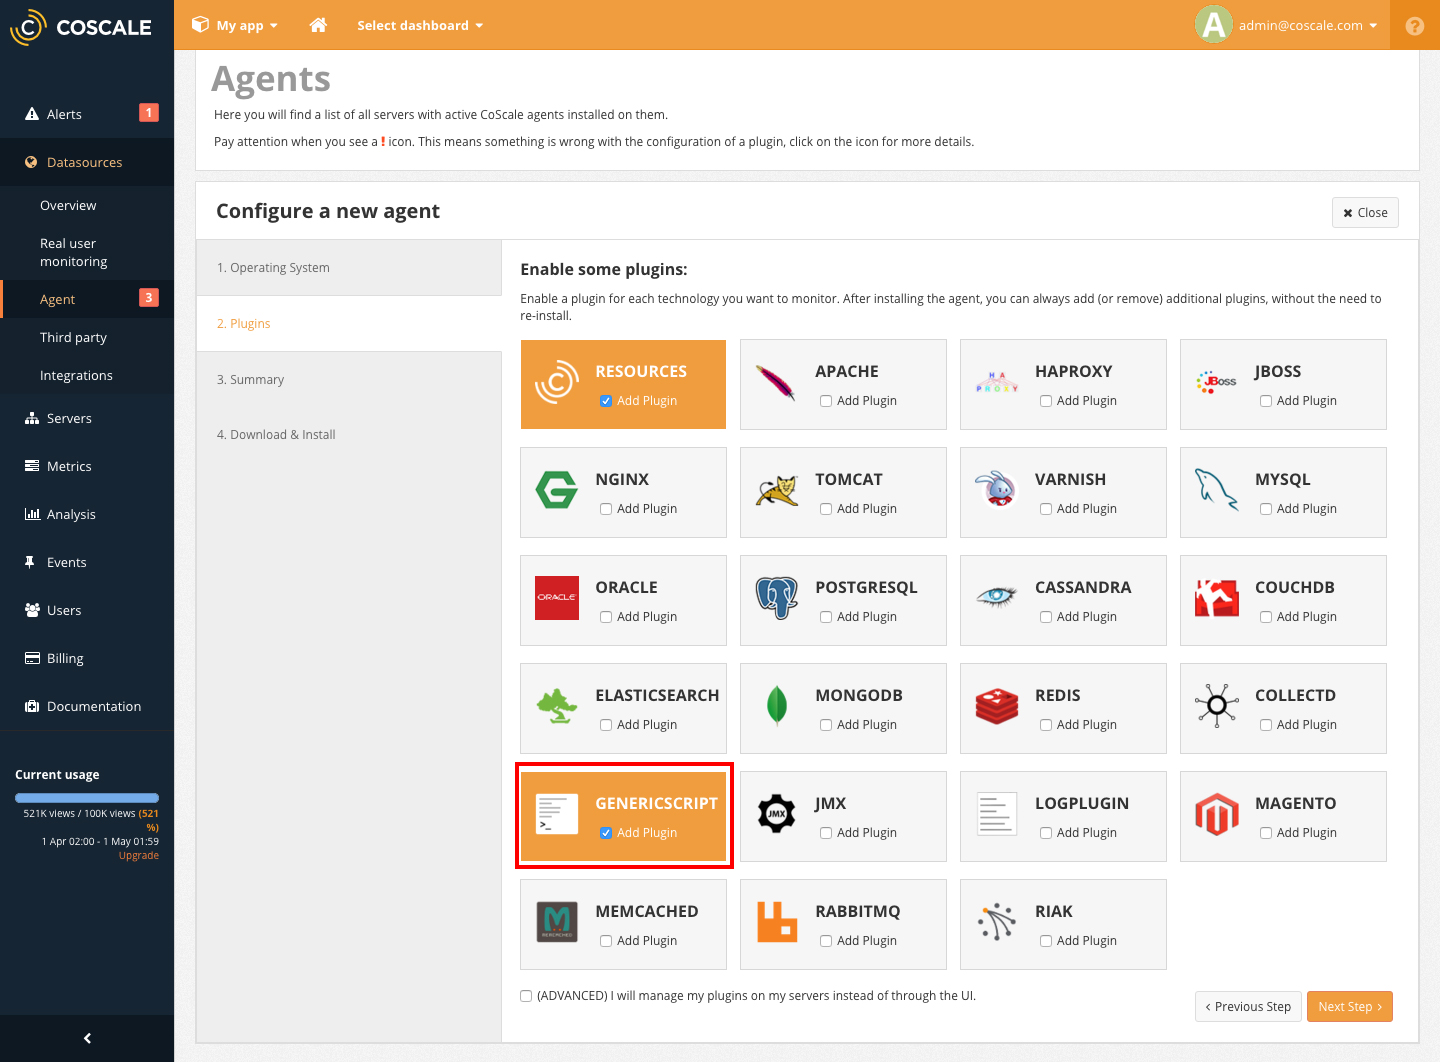 COSCALE
My app
Select dashboard
A
admin@coscale.com
?
Alerts
1
Datasources
Overview
Real user
monitoring
Agent
3
Third party
Integrations
Servers
Metrics
Analysis
Events
Users
Billing
Documentation
Current usage
521K views / 100K views (521
%)
1 Apr 02:00 - 1 May 01:59
Upgrade
Agents
Here you will find a list of all servers with active CoScale agents installed on them.
Pay attention when you see a ! icon. This means something is wrong with the configuration of a plugin, click on the icon for more details.
Configure a new agent
Close
1. Operating System
2. Plugins
3. Summary
4. Download & Install
Enable some plugins:
Enable a plugin for each technology you want to monitor. After installing the agent, you can always add (or remove) additional plugins, without the need to
re-install.
RESOURCES
Add Plugin
APACHE
Add Plugin
HA
PROXY
HAPROXY
Add Plugin
JBoss
JBOSS
Add Plugin
NGINX
Add Plugin
TOMCAT
Add Plugin
VARNISH
Add Plugin
MYSQL
Add Plugin
ORACLE
ORACLE
Add Plugin
POSTGRESQL
Add Plugin
CASSANDRA
Add Plugin
COUCHDB
Add Plugin
ELASTICSEARCH
Add Plugin
MONGODB
Add Plugin
REDIS
Add Plugin
COLLECTD
Add Plugin
>_
GENERICSCRIPT
Add Plugin
JMX
JMX
Add Plugin
LOGPLUGIN
Add Plugin
MAGENTO
Add Plugin
MEMCACHED
MEMCACHED
Add Plugin
RABBITMQ
Add Plugin
RIAK
Add Plugin
(ADVANCED) I will manage my plugins on my servers instead of through the UI.
Previous Step
Next Step